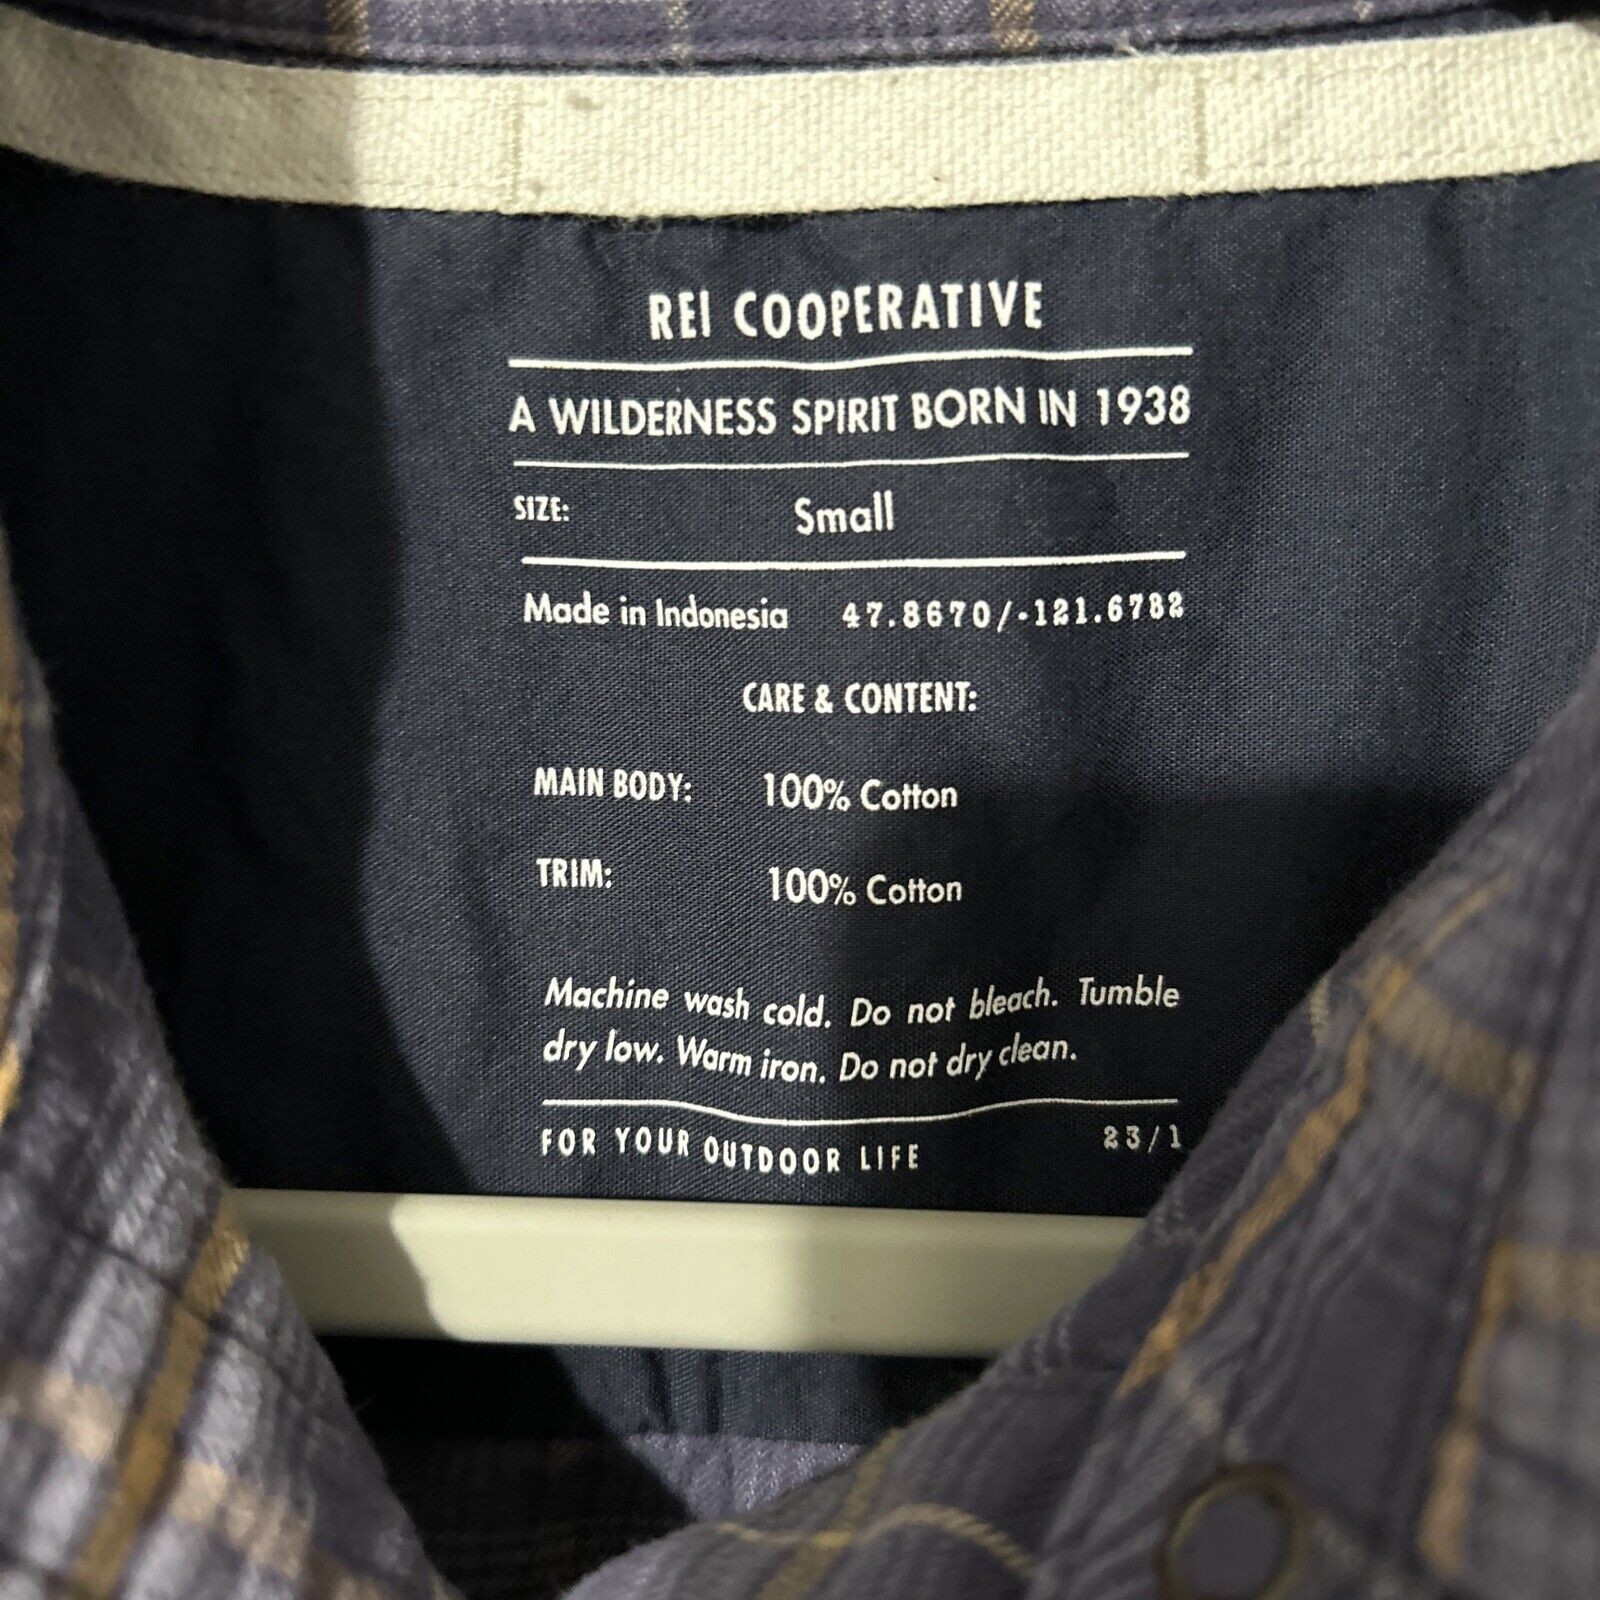 REI COOPERATIVE
A WILDERNESS SPIRIT BORN IN 1938
SIZE: Small
Made in Indonesia 47.8670/-121.6782
CARE & CONTENT:
MAIN BODY: 100% Cotton
TRIM: 100% Cotton
Machine wash cold. Do not bleach. Tumble
dry low. Warm iron. Do not dry clean.
FOR YOUR OUTDOOR LIFE 23/1